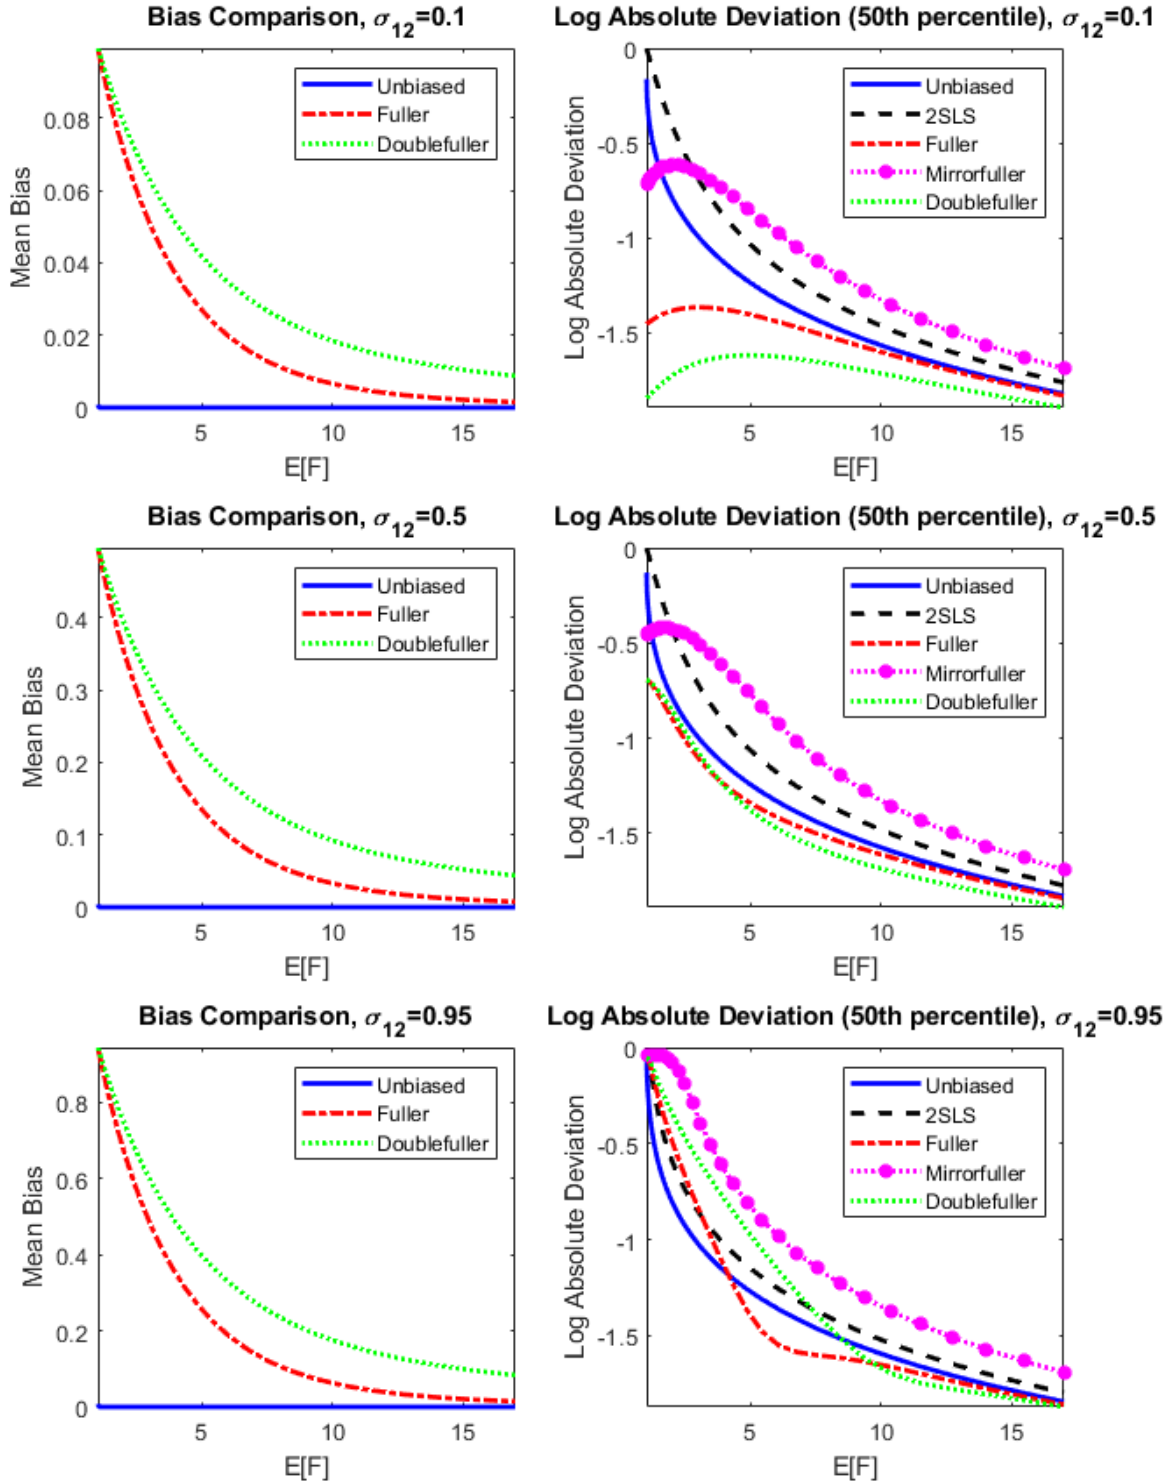 Bias Comparison, σ12=0.1
Mean Bias
0.08
0.06
0.04
0.02
0
5
10
15
E[F]
Unbiased
Fuller
Doublefuller
Log Absolute Deviation (50th percentile), σ12=0.1
Log Absolute Deviation
0
-0.5
-1
-1.5
5
10
15
E[F]
Unbiased
2SLS
Fuller
Mirrorfuller
Doublefuller
Bias Comparison, σ12=0.5
Mean Bias
0.4
0.3
0.2
0.1
0
5
10
15
E[F]
Unbiased
Fuller
Doublefuller
Log Absolute Deviation (50th percentile), σ12=0.5
Log Absolute Deviation
0
-0.5
-1
-1.5
5
10
15
E[F]
Unbiased
2SLS
Fuller
Mirrorfuller
Doublefuller
Bias Comparison, σ12=0.95
Mean Bias
0.8
0.6
0.4
0.2
0
5
10
15
E[F]
Unbiased
Fuller
Doublefuller
Log Absolute Deviation (50th percentile), σ12=0.95
Log Absolute Deviation
0
-0.5
-1
-1.5
5
10
15
E[F]
Unbiased
2SLS
Fuller
Mirrorfuller
Doublefuller